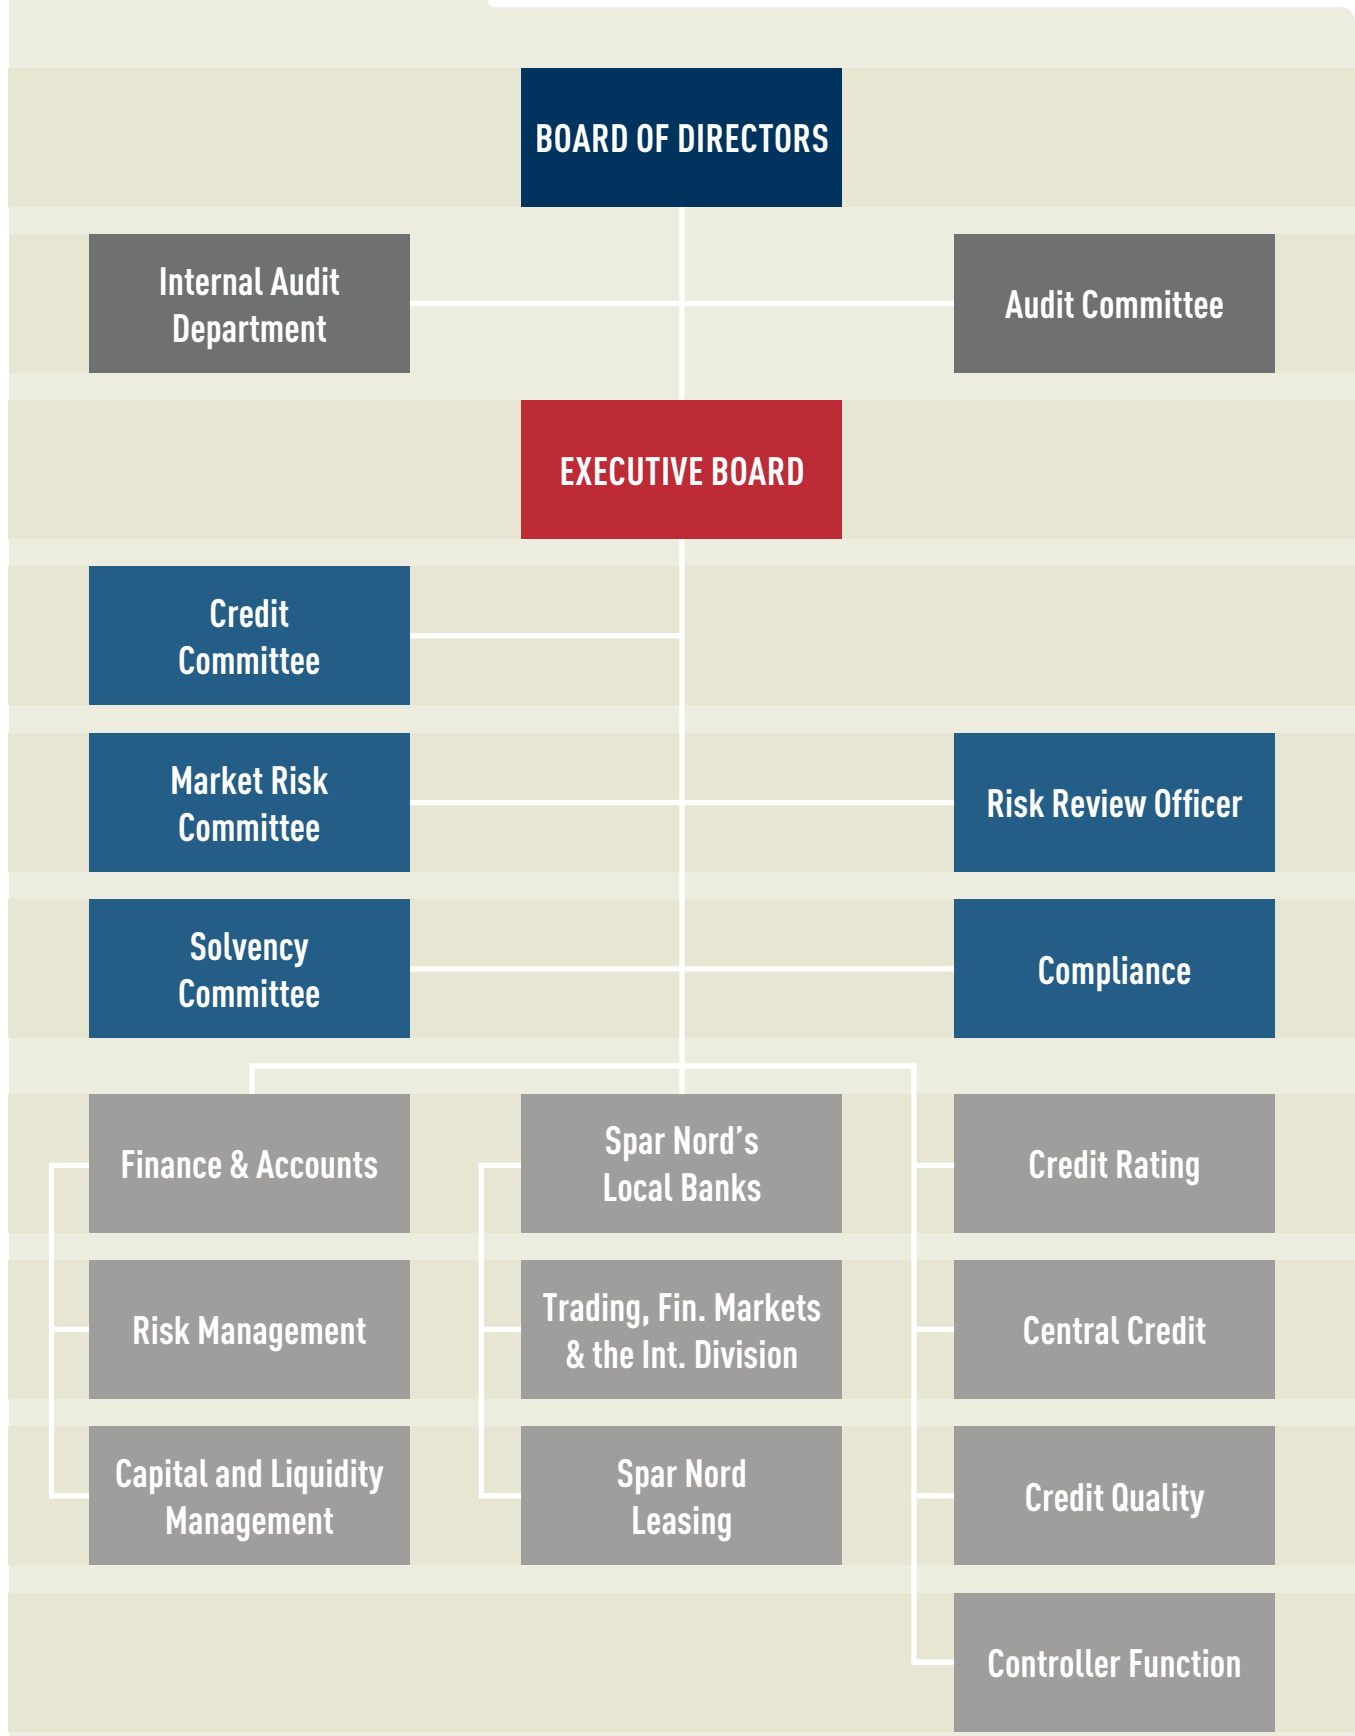 BOARD OF DIRECTORS
Internal Audit
Department
Audit Committee
EXECUTIVE BOARD
Credit
Committee
Market Risk
Committee
Risk Review Officer
Solvency
Committee
Compliance
Finance & Accounts
Spar Nord’s
Local Banks
Credit Rating
Risk Management
Trading, Fin. Markets
& the Int. Division
Central Credit
Capital and Liquidity
Management
Spar Nord
Leasing
Credit Quality
Controller Function